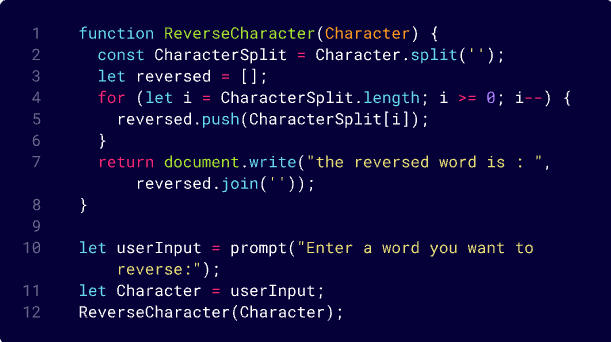 1 function ReverseCharacter(Character) {
2 const CharacterSplit = Character.split('');
3 let reversed = [];
4 for (let i = CharacterSplit.length; i >= 0; i--) {
5 reversed.push(CharacterSplit[i]);
6 }
7 return document.write("the reversed word is : ",
reversed.join(''));
8 }
9
10 let userInput = prompt("Enter a word you want to
reverse:");
11 let Character = userInput;
12 ReverseCharacter(Character);